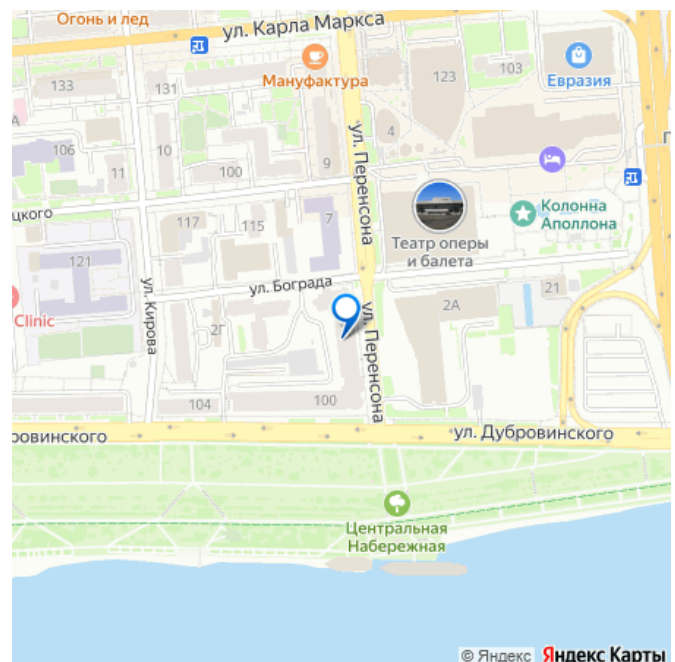 Огонь и лед
ул. Карла Маркса
133
131
Мануфактура
123
103
Евразия
А
106
11
10
100
9
4
ул. Перенсона
цкого
117
115
7
Театр оперы
и балета
Колонна
Аполлона
121
ул. Кирова
ул. Бограда
Clinic
2Г
2А
21
ул. Перенсона
104
100
ровинского
ул. Дубровинского
Центральная
Набережная
© Яндекс Яндекс Карты